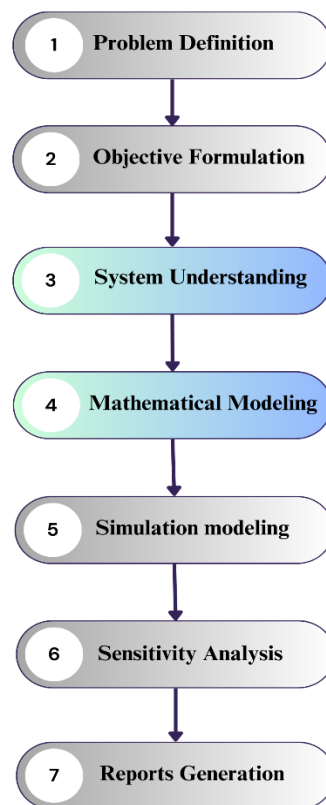 1 Problem Definition
2 Objective Formulation
3 System Understanding
4 Mathematical Modeling
5 Simulation modeling
6 Sensitivity Analysis
7 Reports Generation